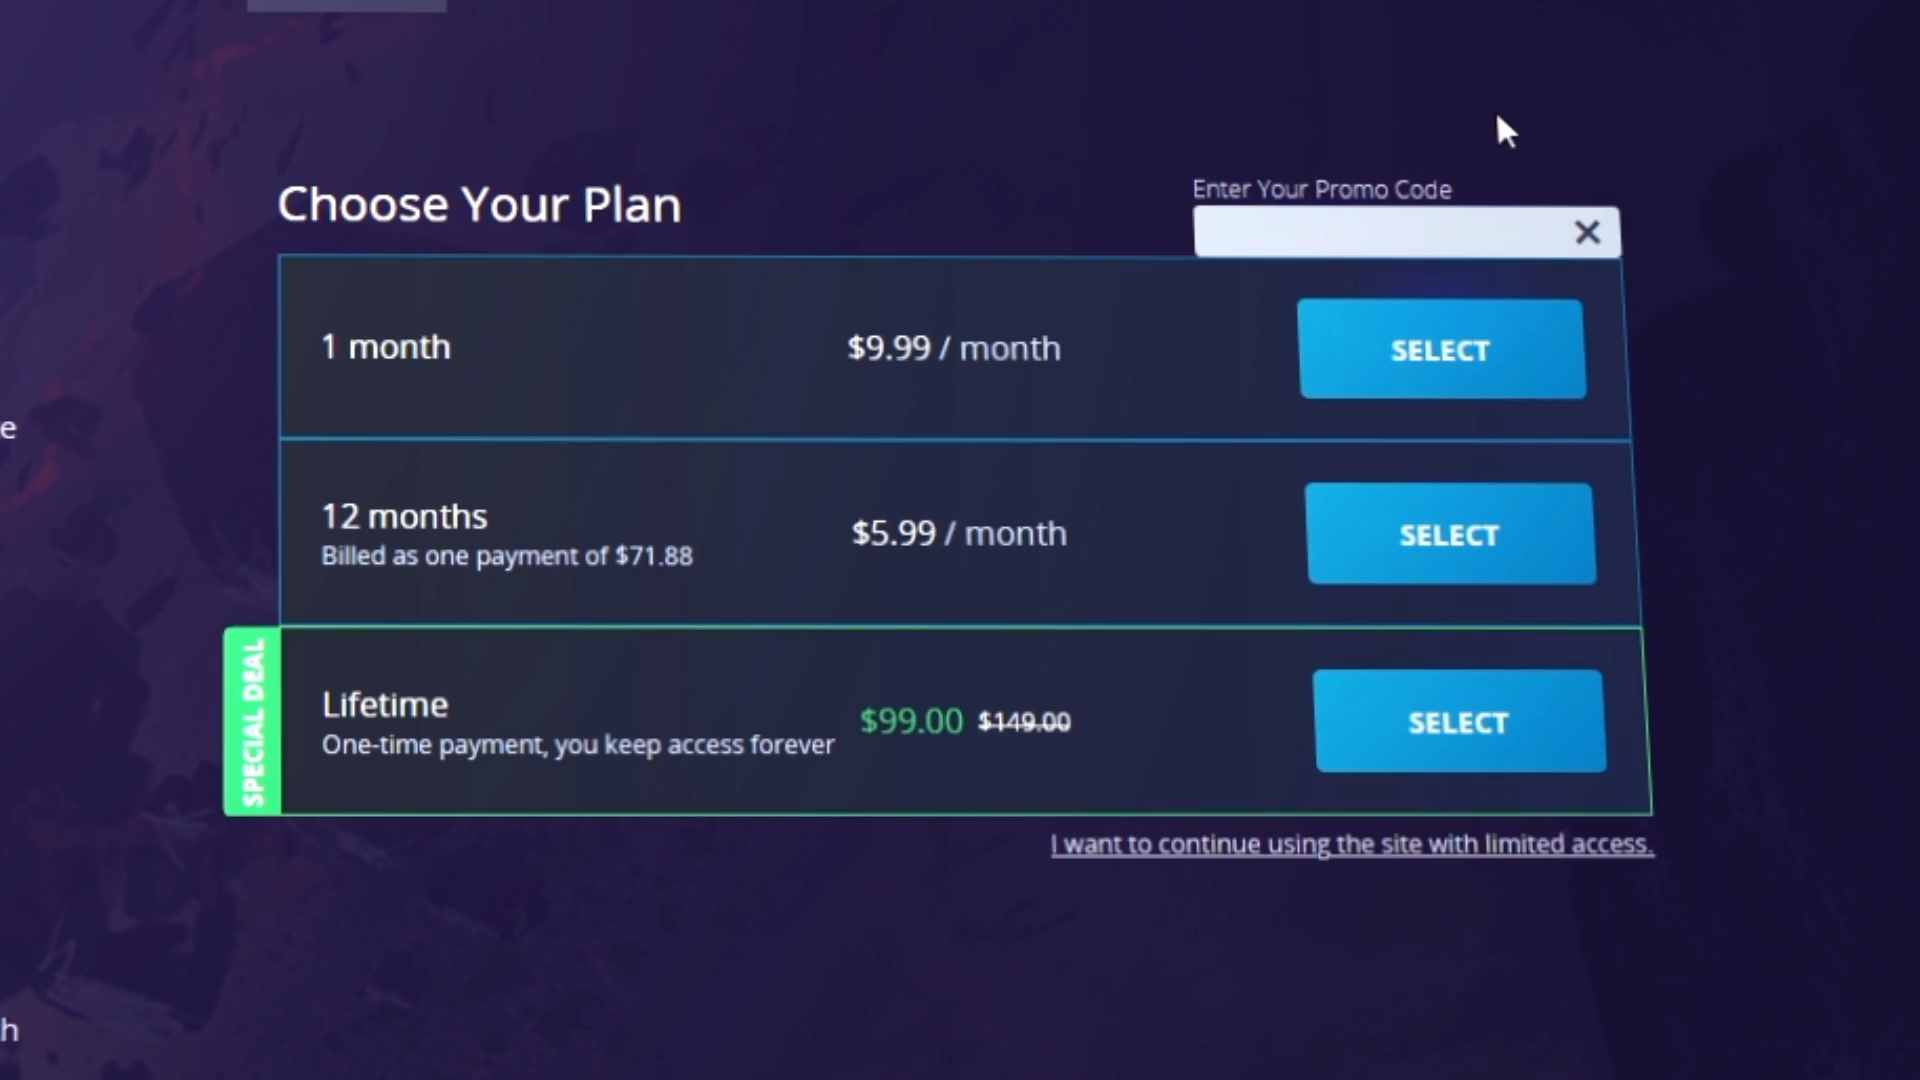 Enter Your Promo Code
Choose Your Plan
1 month
$9.99 / month
SELECT
12 months
Billed as one payment of $71.88
$5.99 / month
SELECT
SPECIAL DEAL
Lifetime
One-time payment, you keep access forever
$99.00 $149.00
SELECT
I want to continue using the site with limited access.
e
h